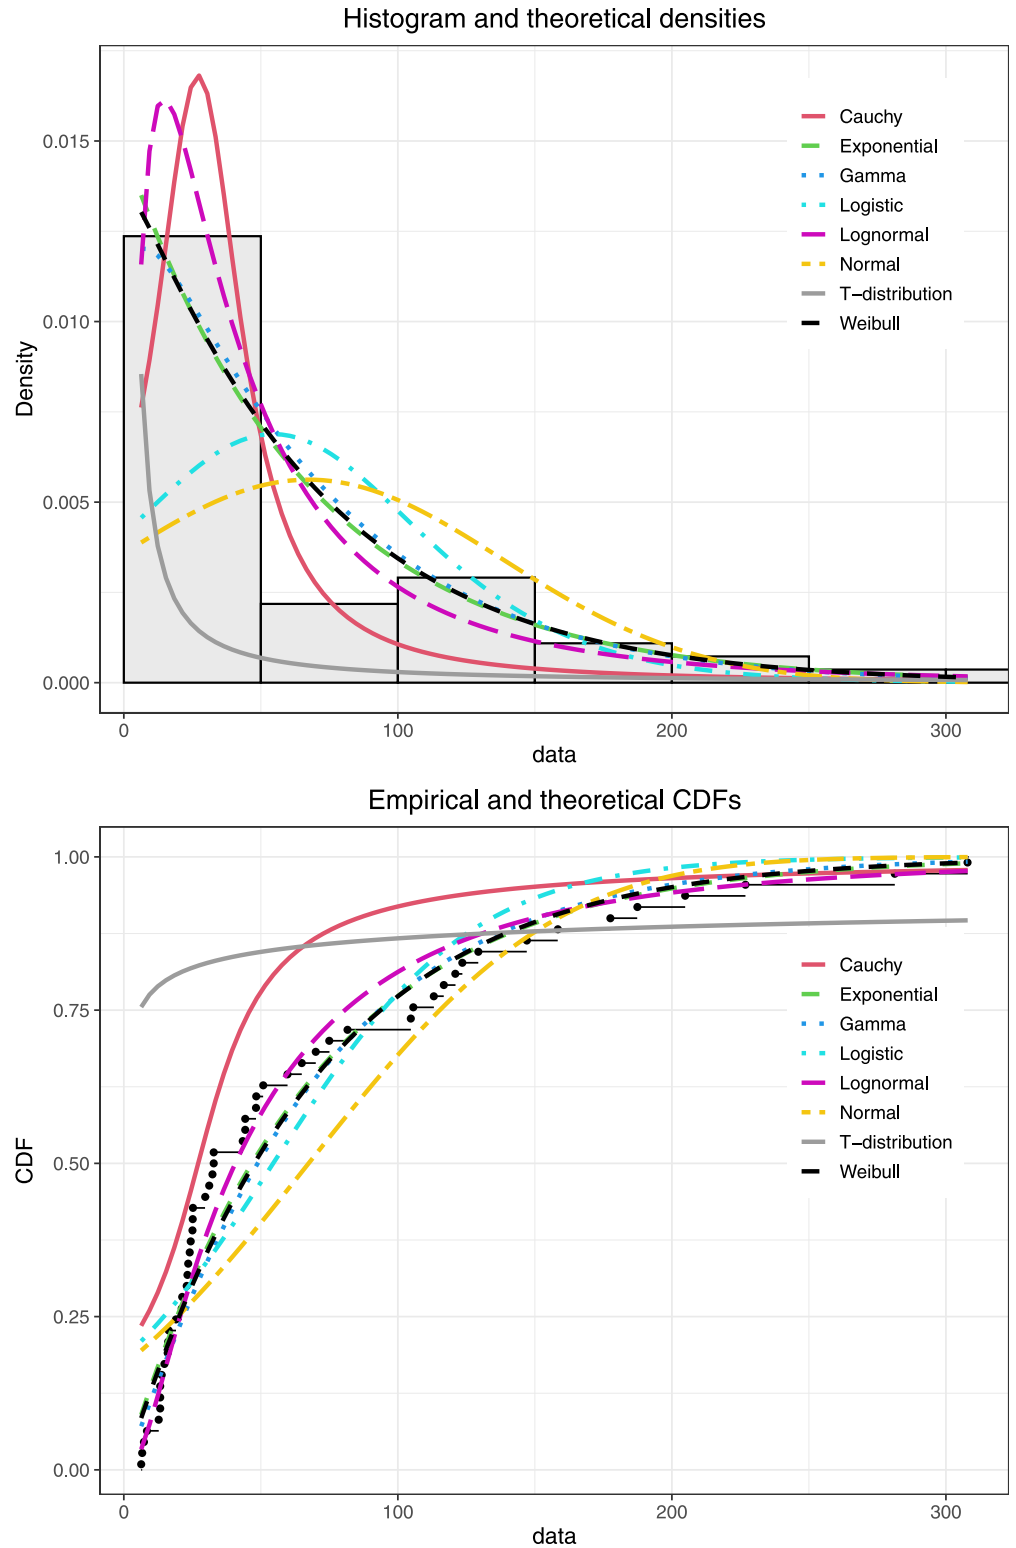 Histogram and theoretical densities
0.015
0.010
0.005
0.000
Density
Cauchy
Exponential
Gamma
Logistic
Lognormal
Normal
T−distribution
Weibull
0
100
200
300
data
Empirical and theoretical CDFs
1.00
0.75
0.50
0.25
0.00
CDF
Cauchy
Exponential
Gamma
Logistic
Lognormal
Normal
T−distribution
Weibull
0
100
200
300
data